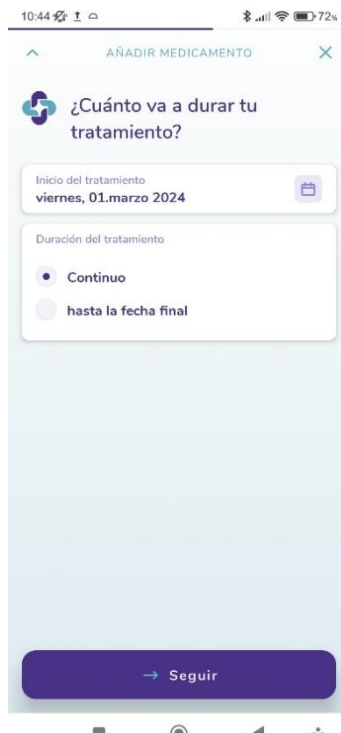 10:44 72%
AÑADIR MEDICAMENTO
¿Cuánto va a durar tu
tratamiento?
Inicio del tratamiento
viernes, 01.marzo 2024
Duración del tratamiento
Continuo
hasta la fecha final
→ Seguir